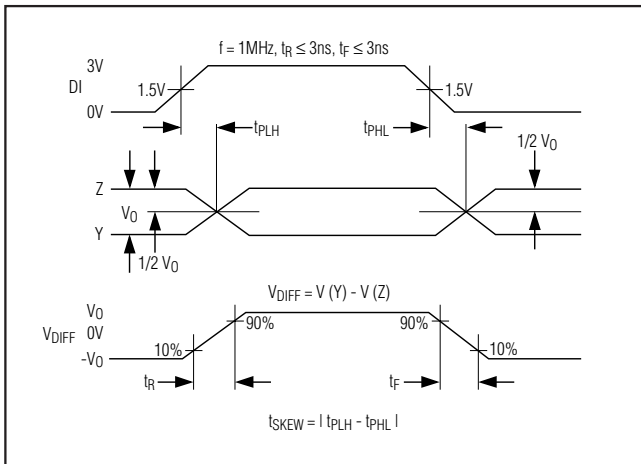 f = 1MHz, tR ≤ 3ns, tF ≤ 3ns
3V
DI
1.5V
1.5V
0V
tPLH
tPHL
1/2 VO
Z
VO
Y
1/2 VO
VDIFF = V (Y) - V (Z)
VO
VDIFF 0V
-VO
90%
90%
10%
10%
tR
tF
tSKEW = | tPLH - tPHL |